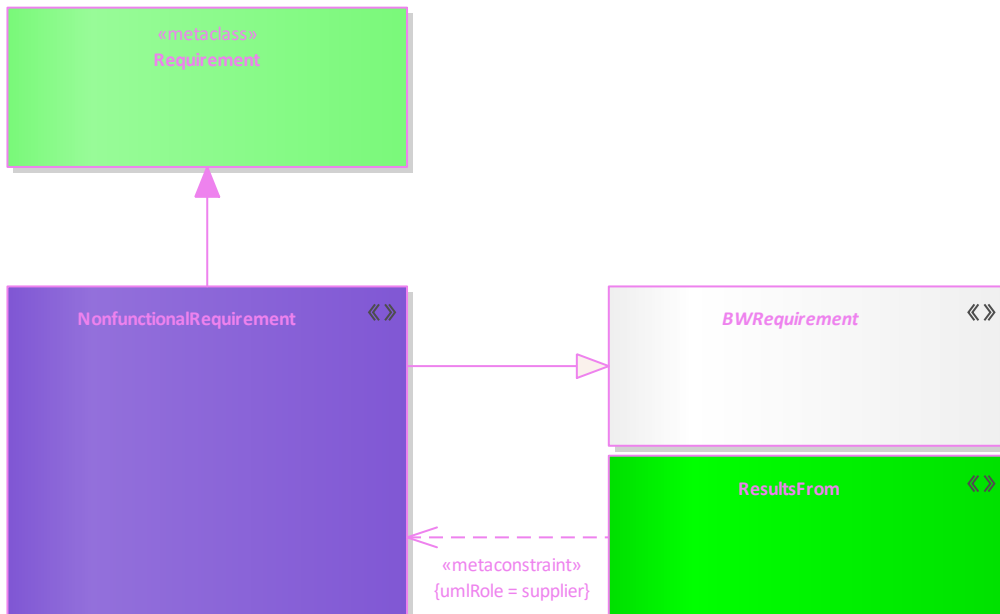 «metaclass»
Requirement
NonfunctionalRequirement
«»
BWRequirement
«»
ResultsFrom
«»
«metaconstraint»
{umlRole = supplier}